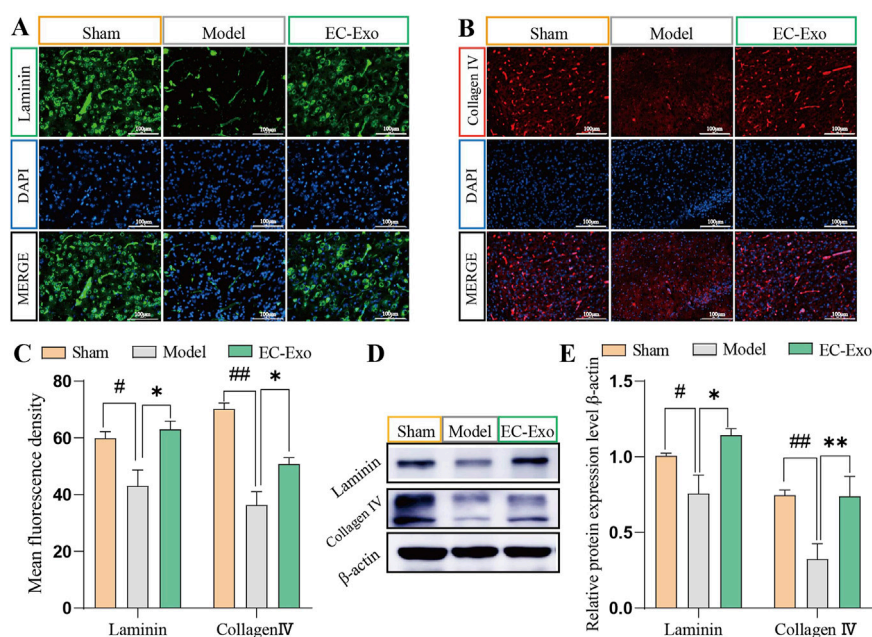 A
Sham Model EC-Exo
Laminin
100μm 100μm 100μm
DAPI
100μm 100μm 100μm
MERGE
100μm 100μm 100μm
B
Sham Model EC-Exo
Collagen IV
100μm 100μm 100μm
DAPI
100μm 100μm 100μm
MERGE
100μm 100μm 100μm
C
Sham Model EC-Exo
Mean fluorescence density
80
60
40
20
0
# * ## *
Laminin CollagenⅣ
D
Sham Model EC-Exo
Laminin
Collagen IV
β-actin
E
Sham Model EC-Exo
Relative protein expression level/β-actin
1.5
1.0
0.5
0.0
# * ## **
Laminin Collagen Ⅳ